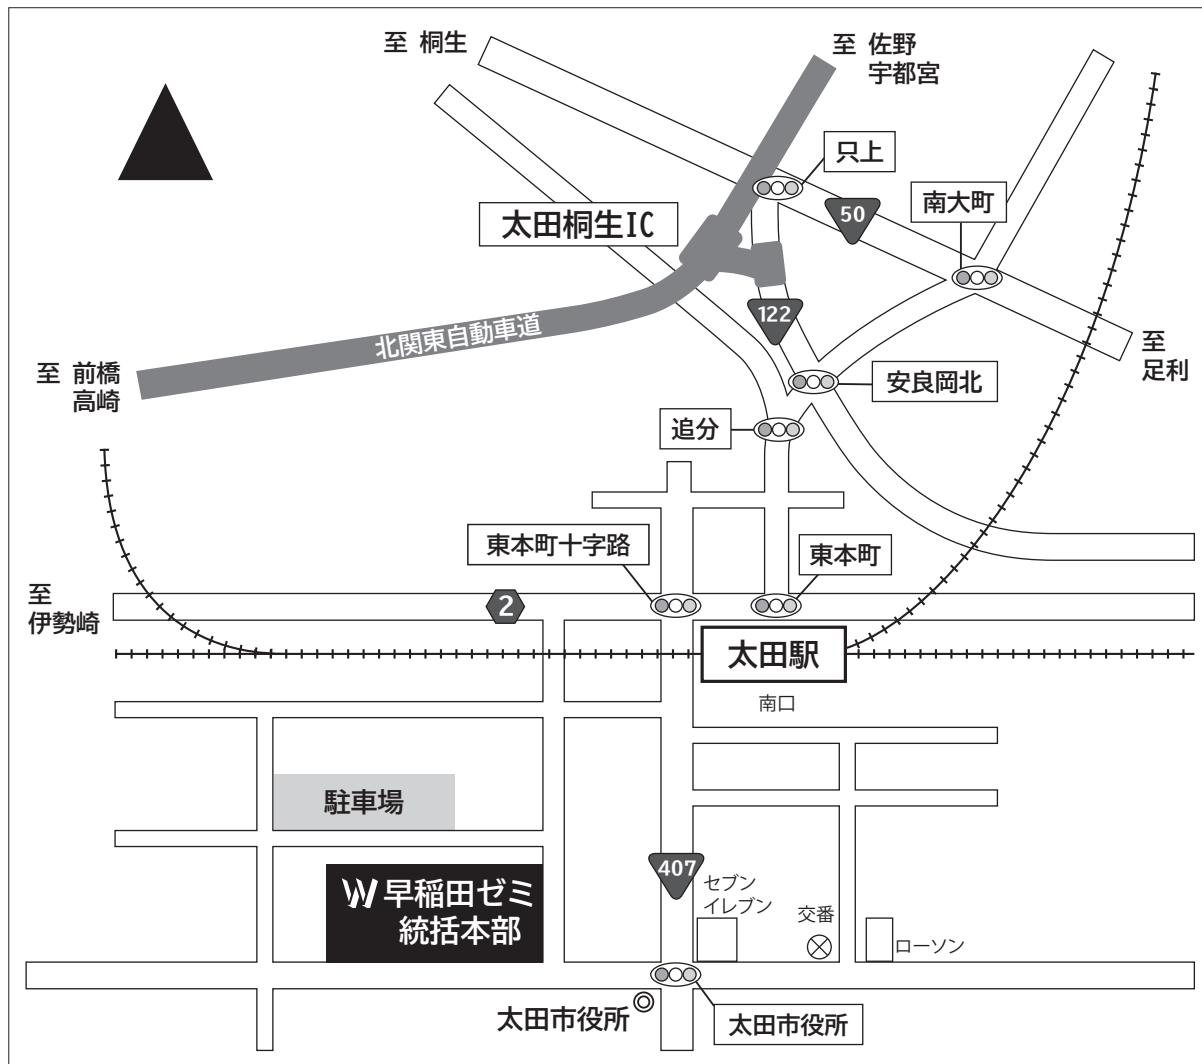 至 桐生
至 佐野
宇都宮
只上
南大町
太田桐生IC
50
122
北関東自動車道
至 前橋
高崎
至
足利
安良岡北
追分
東本町十字路
東本町
至
伊勢崎
2
太田駅
南口
駐車場
407
セブン
イレブン
W 早稲田ゼミ
統括本部
交番
ローソン
太田市役所
太田市役所